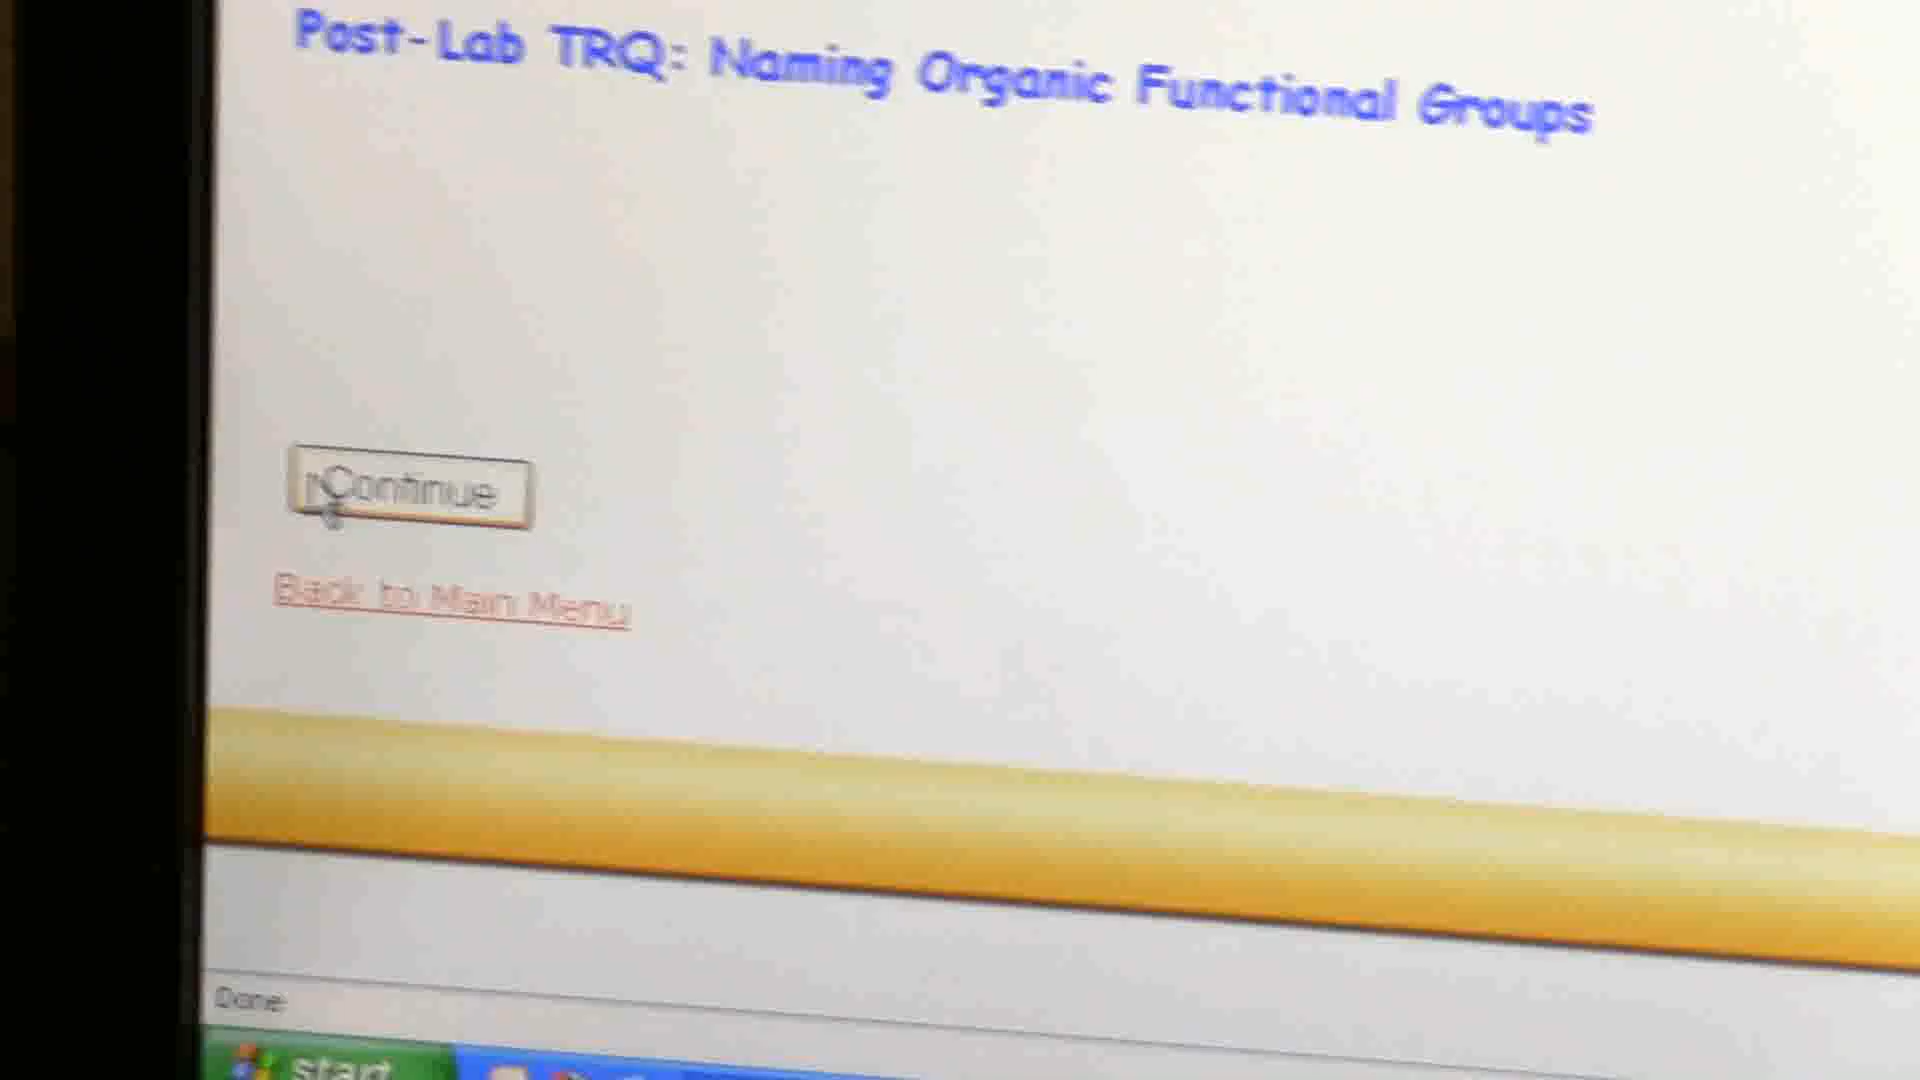 Post-Lab TRQ: Naming Organic Functional Groups
Continue
Back to Main Menu
Done
start